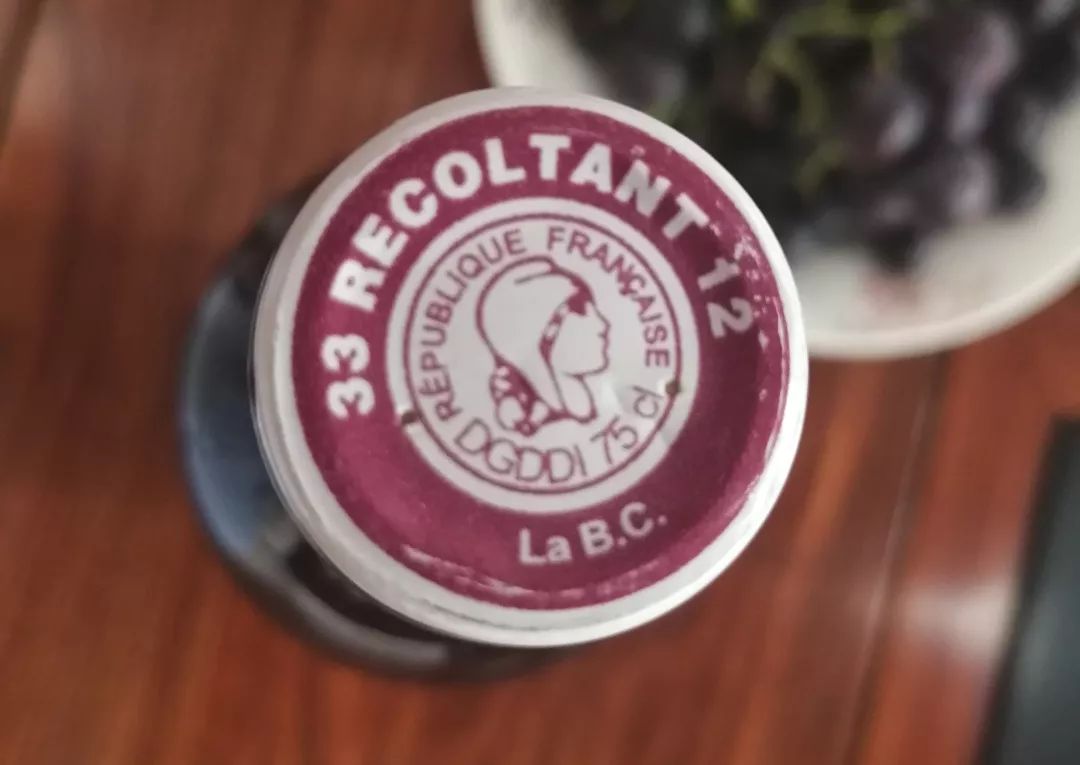 33 RECOLTANT 12
RÉPUBLIQUE FRANÇAISE
DGDDI 75 cl
La B.C.